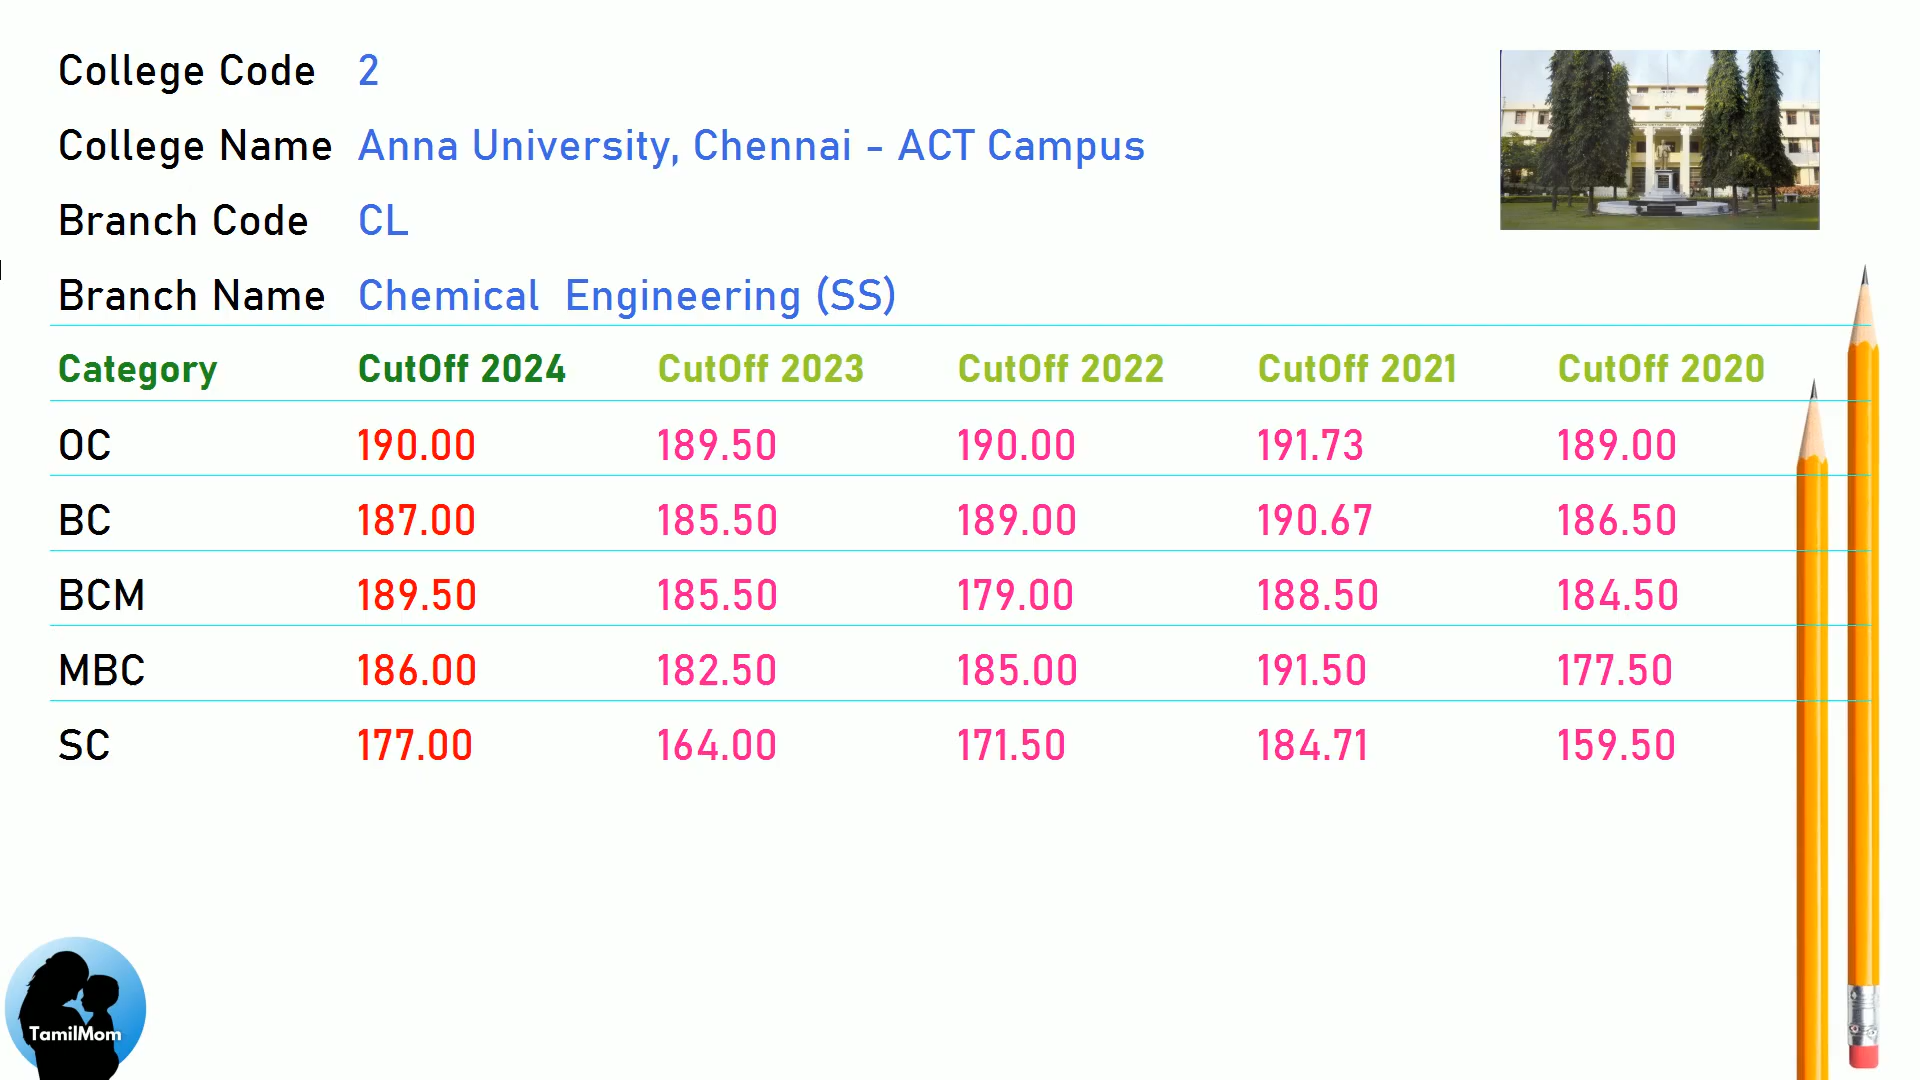 College Code 2
College Name Anna University, Chennai - ACT Campus
Branch Code CL
Branch Name Chemical Engineering (SS)
Category CutOff 2024 CutOff 2023 CutOff 2022 CutOff 2021 CutOff 2020
OC 190.00 189.50 190.00 191.73 189.00
BC 187.00 185.50 189.00 190.67 186.50
BCM 189.50 185.50 179.00 188.50 184.50
MBC 186.00 182.50 185.00 191.50 177.50
SC 177.00 164.00 171.50 184.71 159.50
TamilMom